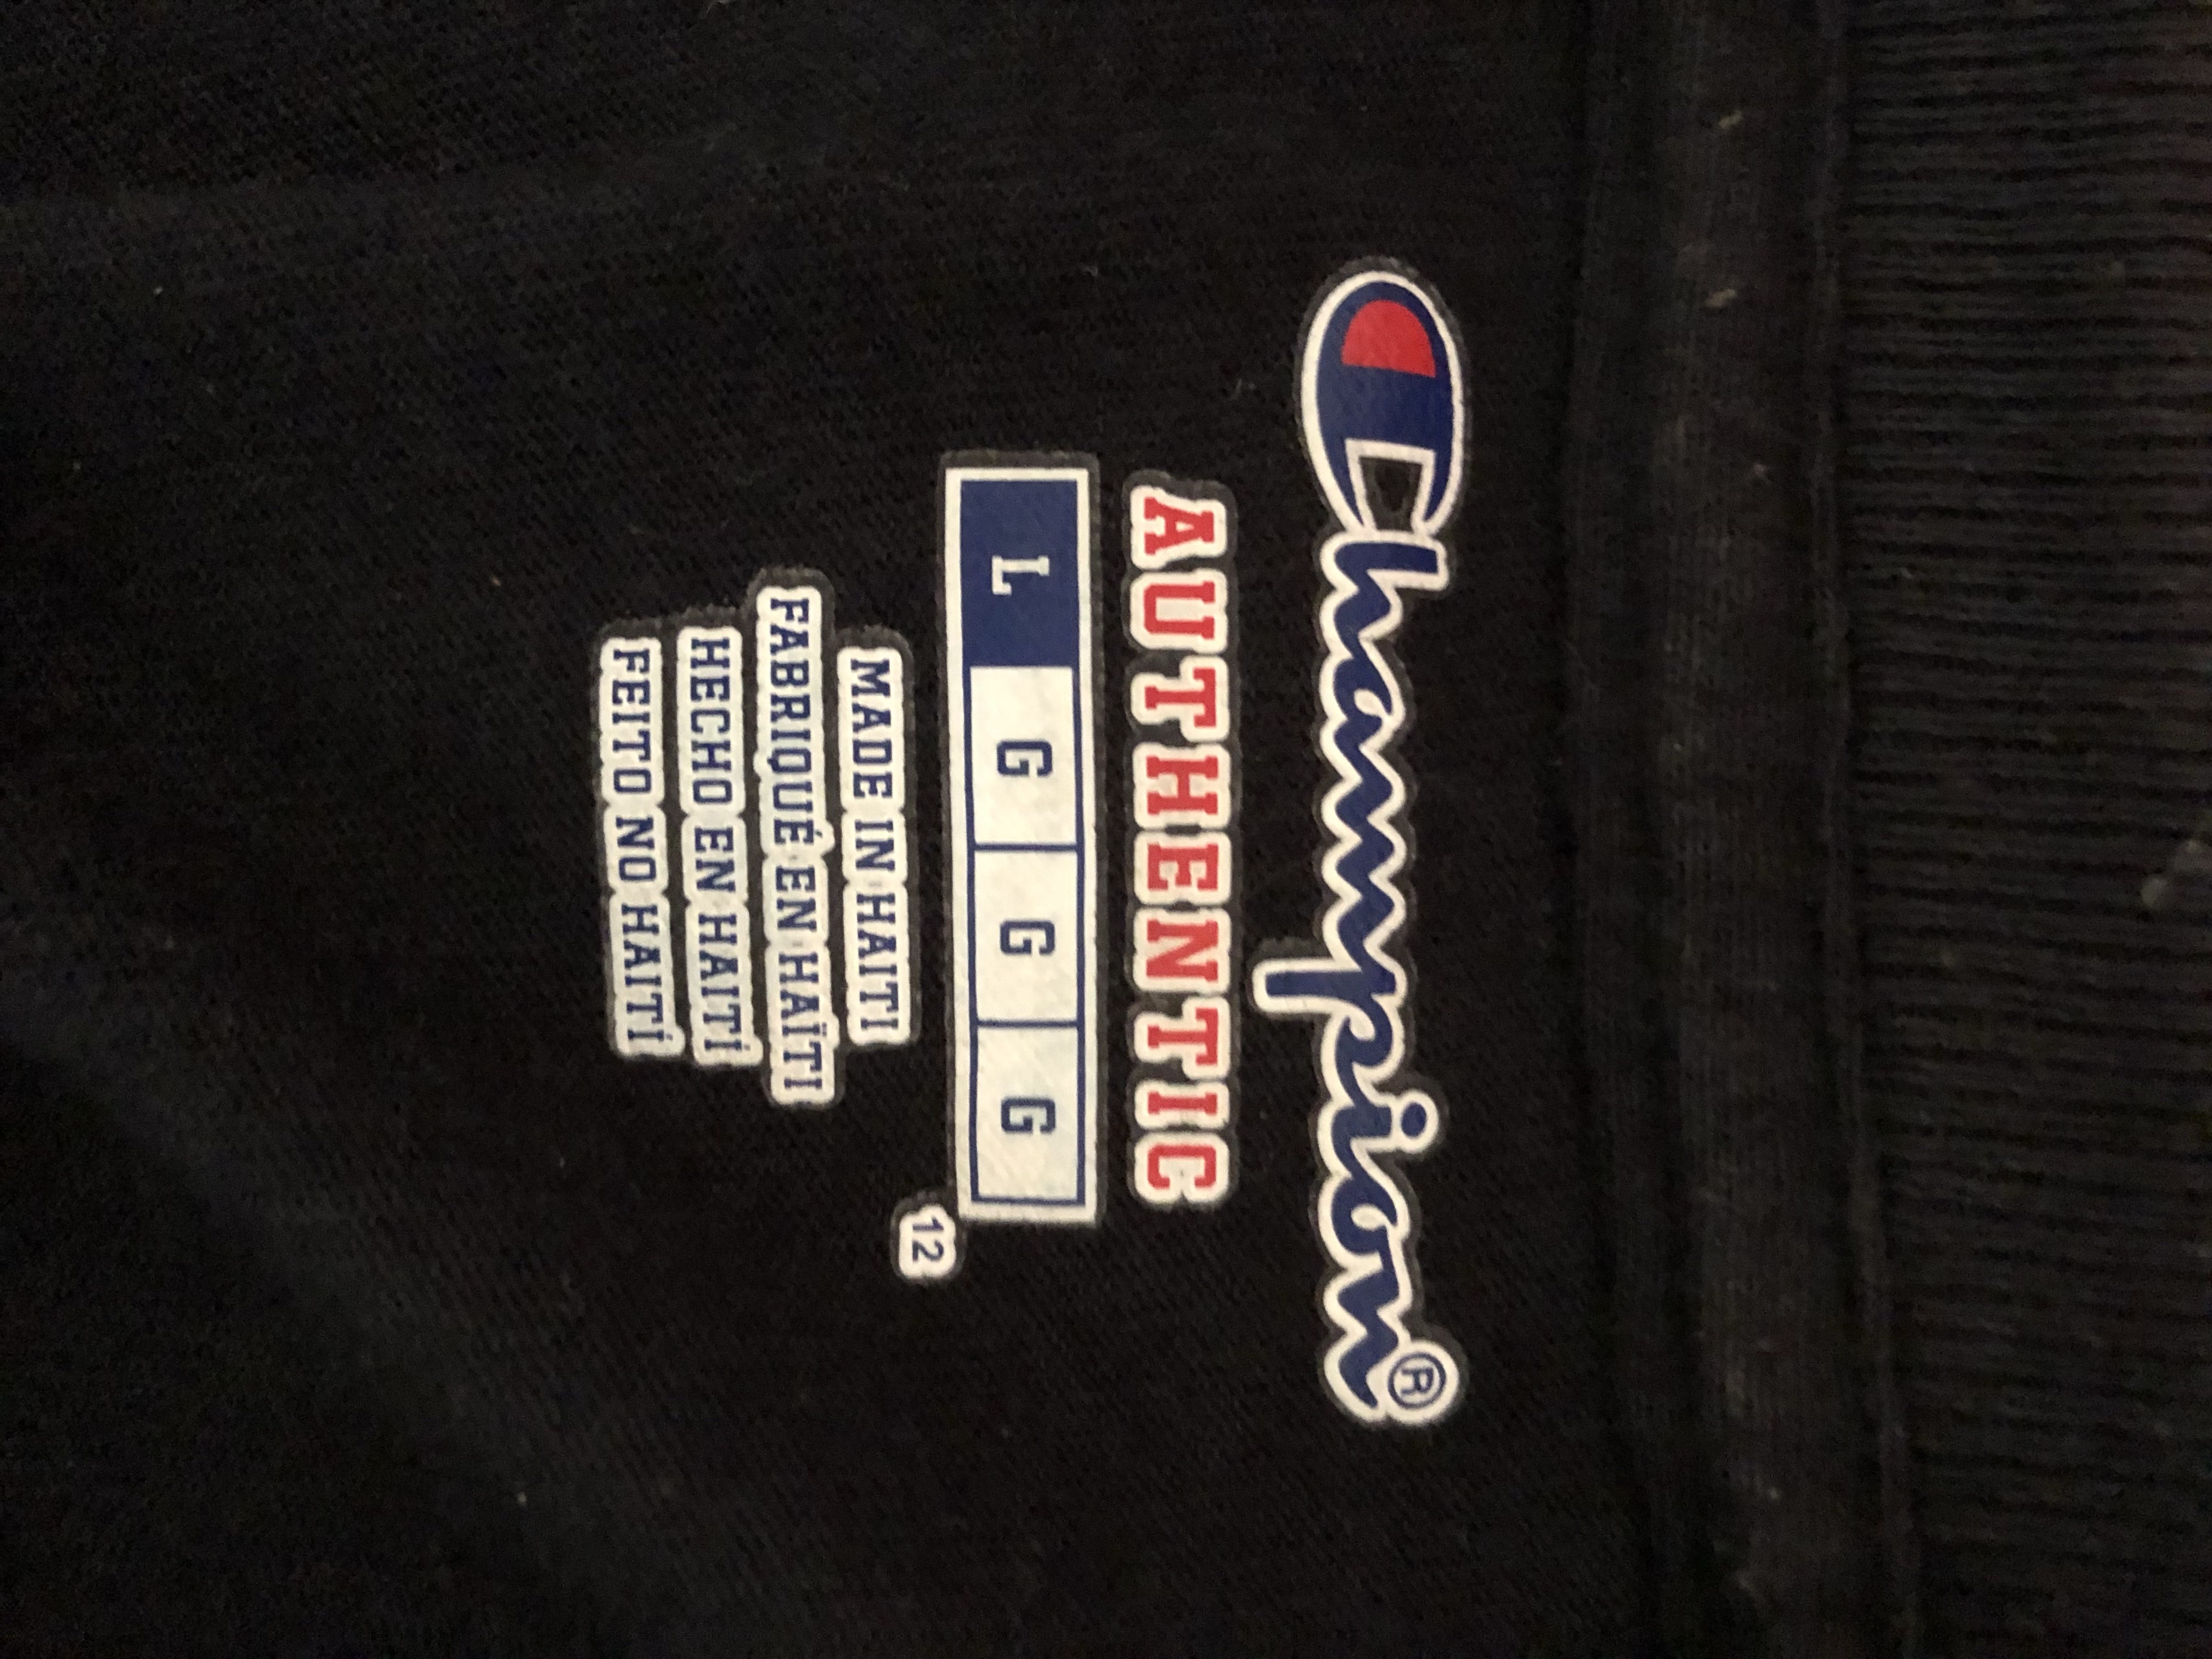 Champion®
AUTHENTIC
L G G G
12
MADE IN HAITI
FABRIQUÉ EN HAÏTI
HECHO EN HAITÍ
FEITO NO HAITÍ